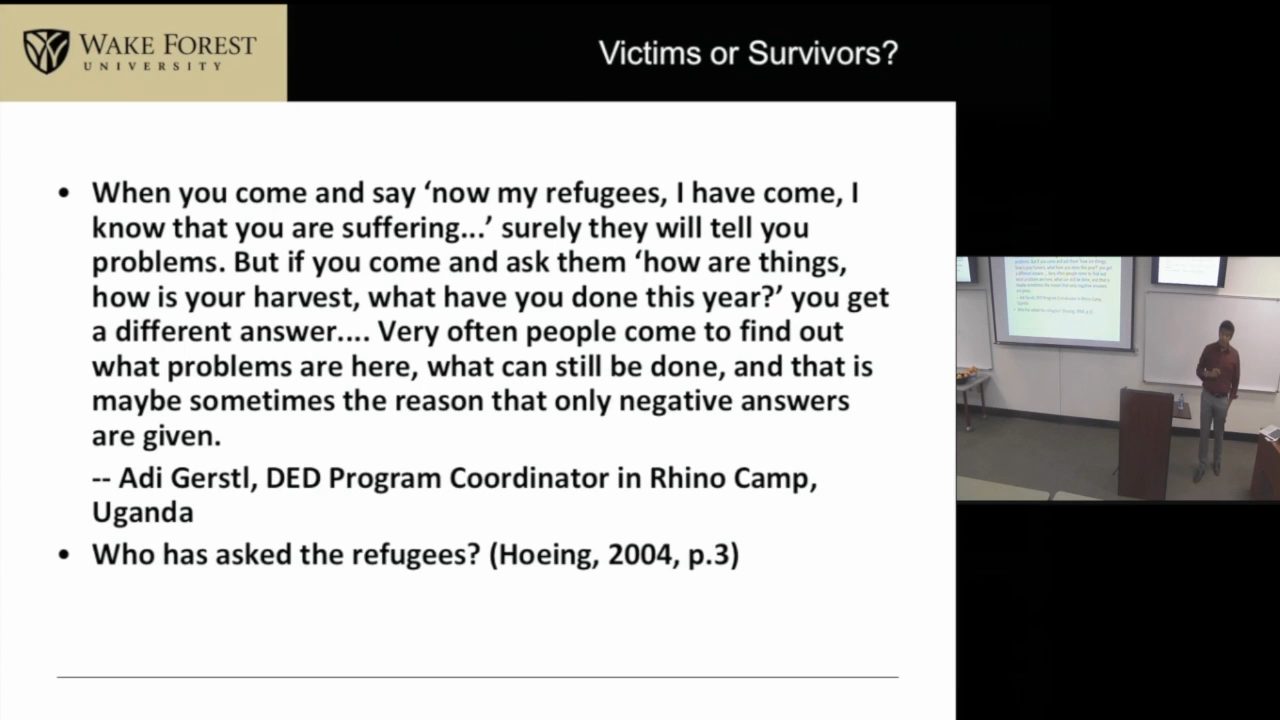 WAKE FOREST
UNIVERSITY
Victims or Survivors?
• When you come and say ‘now my refugees, I have come, I
know that you are suffering...’ surely they will tell you
problems. But if you come and ask them ‘how are things,
how is your harvest, what have you done this year?’ you get
a different answer.... Very often people come to find out
what problems are here, what can still be done, and that is
maybe sometimes the reason that only negative answers
are given.
-- Adi Gerstl, DED Program Coordinator in Rhino Camp,
Uganda
• Who has asked the refugees? (Hoeing, 2004, p.3)